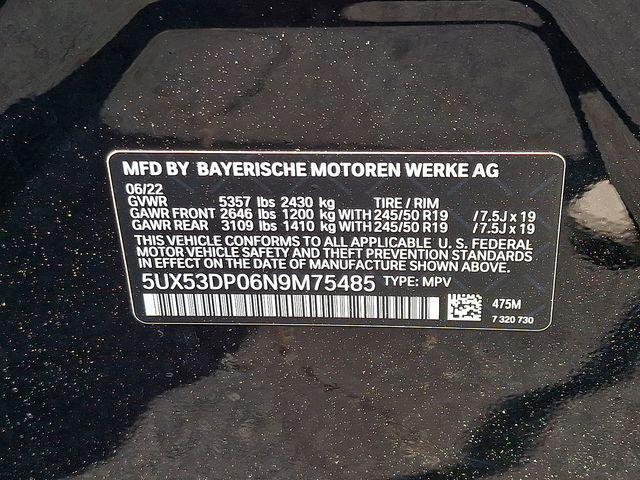 MFD BY BAYERISCHE MOTOREN WERKE AG
06/22
GVWR 5357 lbs 2430 kg TIRE / RIM
GAWR FRONT 2646 lbs 1200 kg WITH 245/50 R19 / 7.5J x 19
GAWR REAR 3109 lbs 1410 kg WITH 245/50 R19 / 7.5J x 19
THIS VEHICLE CONFORMS TO ALL APPLICABLE U. S. FEDERAL
MOTOR VEHICLE SAFETY AND THEFT PREVENTION STANDARDS
IN EFFECT ON THE DATE OF MANUFACTURE SHOWN ABOVE.
5UX53DP06N9M75485 TYPE: MPV
475M
7 320 730